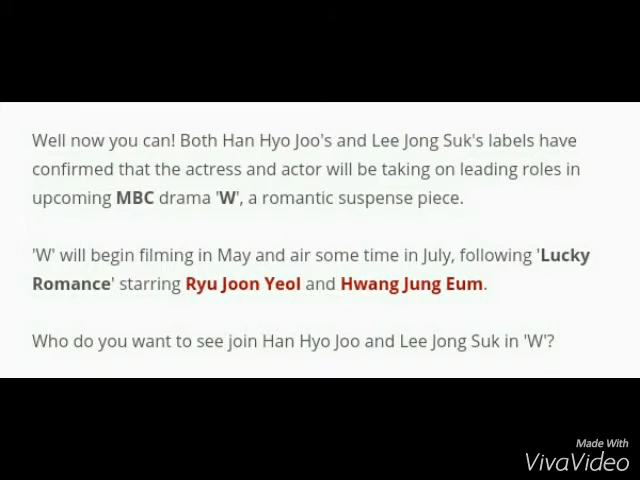 Well now you can! Both Han Hyo Joo's and Lee Jong Suk's labels have
confirmed that the actress and actor will be taking on leading roles in
upcoming MBC drama 'W', a romantic suspense piece.
'W' will begin filming in May and air some time in July, following 'Lucky
Romance' starring Ryu Joon Yeol and Hwang Jung Eum.
Who do you want to see join Han Hyo Joo and Lee Jong Suk in 'W'?
Made With
VivaVideo